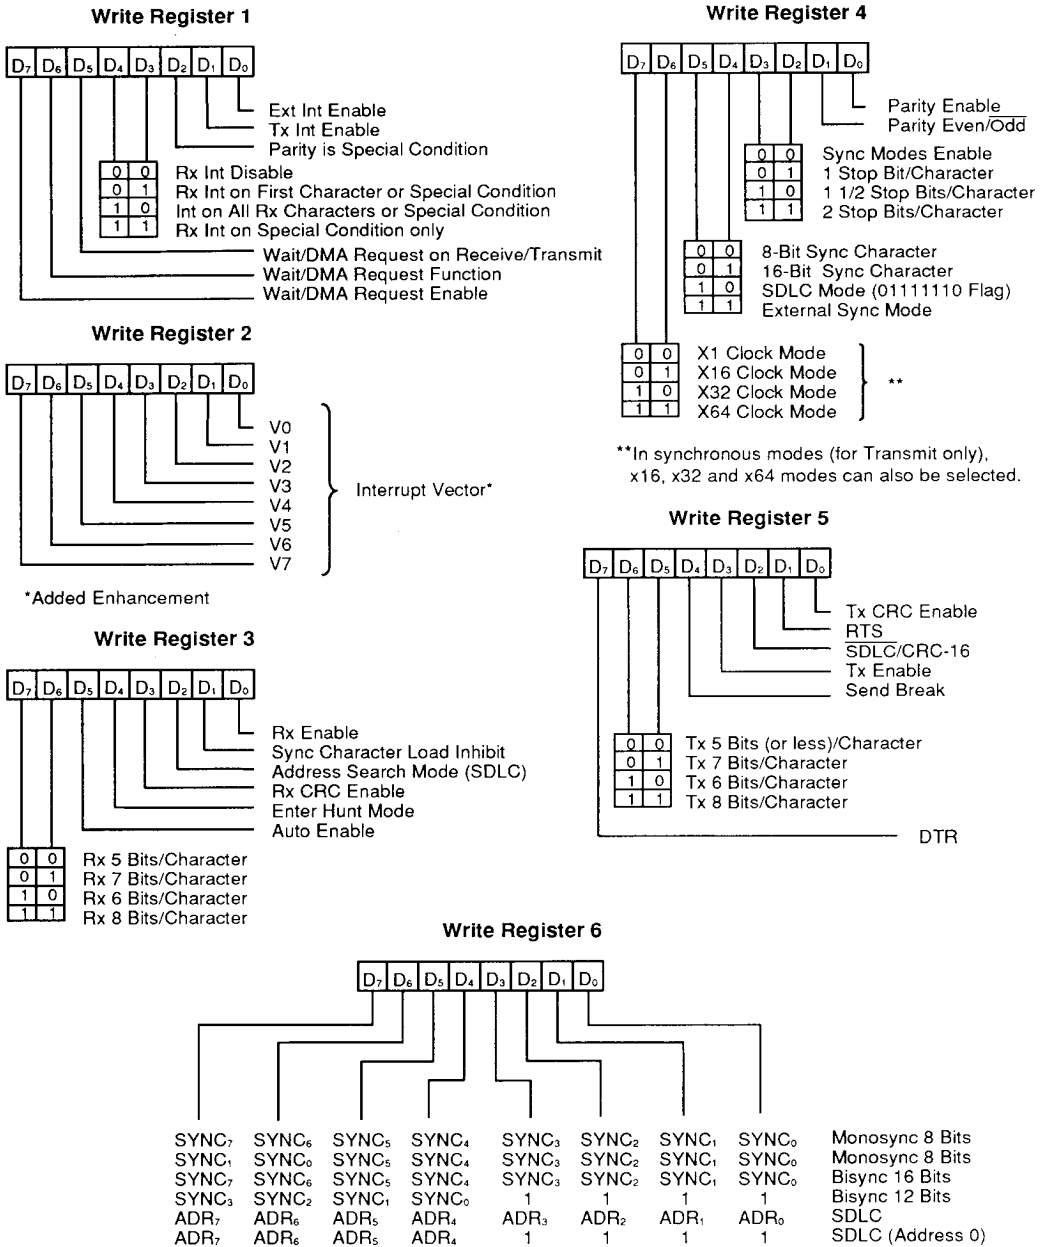 Write Register 1
D₇ D₆ D₅ D₄ D₃ D₂ D₁ D₀
Ext Int Enable
Tx Int Enable
Parity is Special Condition
0 0 Rx Int Disable
0 1 Rx Int on First Character or Special Condition
1 0 Int on All Rx Characters or Special Condition
1 1 Rx Int on Special Condition only
Wait/DMA Request on Receive/Transmit
Wait/DMA Request Function
Wait/DMA Request Enable
Write Register 2
D₇ D₆ D₅ D₄ D₃ D₂ D₁ D₀
V0
V1
V2
V3
Interrupt Vector*
V4
V5
V6
V7
*Added Enhancement
Write Register 3
D₇ D₆ D₅ D₄ D₃ D₂ D₁ D₀
Rx Enable
Sync Character Load Inhibit
Address Search Mode (SDLC)
Rx CRC Enable
Enter Hunt Mode
Auto Enable
0 0 Rx 5 Bits/Character
0 1 Rx 7 Bits/Character
1 0 Rx 6 Bits/Character
1 1 Rx 8 Bits/Character
Write Register 4
D₇ D₆ D₅ D₄ D₃ D₂ D₁ D₀
Parity Enable
Parity Even/O̅d̅d̅
0 0 Sync Modes Enable
0 1 1 Stop Bit/Character
1 0 1 1/2 Stop Bits/Character
1 1 2 Stop Bits/Character
0 0 8-Bit Sync Character
0 1 16-Bit Sync Character
1 0 SDLC Mode (01111110 Flag)
1 1 External Sync Mode
0 0 X1 Clock Mode
0 1 X16 Clock Mode
1 0 X32 Clock Mode
1 1 X64 Clock Mode
**
**In synchronous modes (for Transmit only),
x16, x32 and x64 modes can also be selected.
Write Register 5
D₇ D₆ D₅ D₄ D₃ D₂ D₁ D₀
Tx CRC Enable
RTS
S̅D̅L̅C̅/CRC-16
Tx Enable
Send Break
0 0 Tx 5 Bits (or less)/Character
0 1 Tx 7 Bits/Character
1 0 Tx 6 Bits/Character
1 1 Tx 8 Bits/Character
DTR
Write Register 6
D₇ D₆ D₅ D₄ D₃ D₂ D₁ D₀
SYNC₇ SYNC₆ SYNC₅ SYNC₄ SYNC₃ SYNC₂ SYNC₁ SYNC₀ Monosync 8 Bits
SYNC₁ SYNC₀ SYNC₅ SYNC₄ SYNC₃ SYNC₂ SYNC₁ SYNC₀ Monosync 8 Bits
SYNC₇ SYNC₆ SYNC₅ SYNC₄ SYNC₃ SYNC₂ SYNC₁ SYNC₀ Bisync 16 Bits
SYNC₃ SYNC₂ SYNC₁ SYNC₀ 1 1 1 1 Bisync 12 Bits
ADR₇ ADR₆ ADR₅ ADR₄ ADR₃ ADR₂ ADR₁ ADR₀ SDLC
ADR₇ ADR₆ ADR₅ ADR₄ 1 1 1 1 SDLC (Address 0)